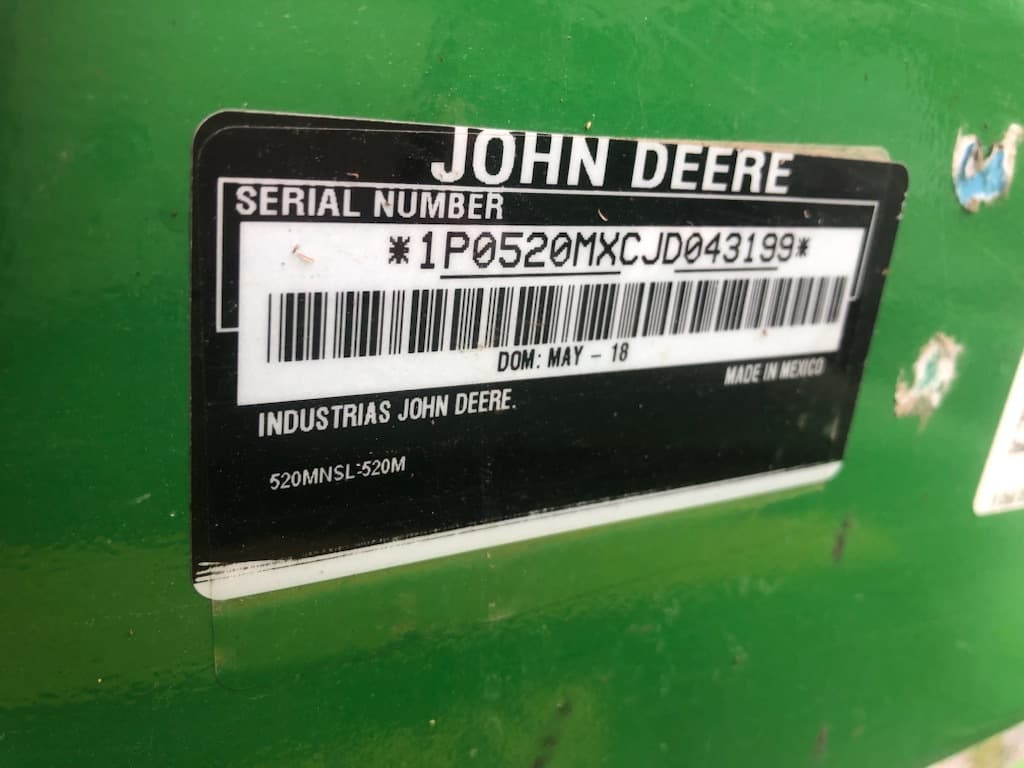 JOHN DEERE
SERIAL NUMBER
*1P0520MXCJD043199*
DOM: MAY - 18
MADE IN MEXICO
INDUSTRIAS JOHN DEERE.
520MNSL-520M